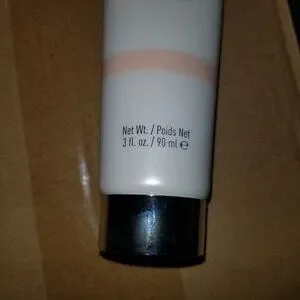 Net Wt. / Poids Net
3 fl. oz. / 90 ml ℮